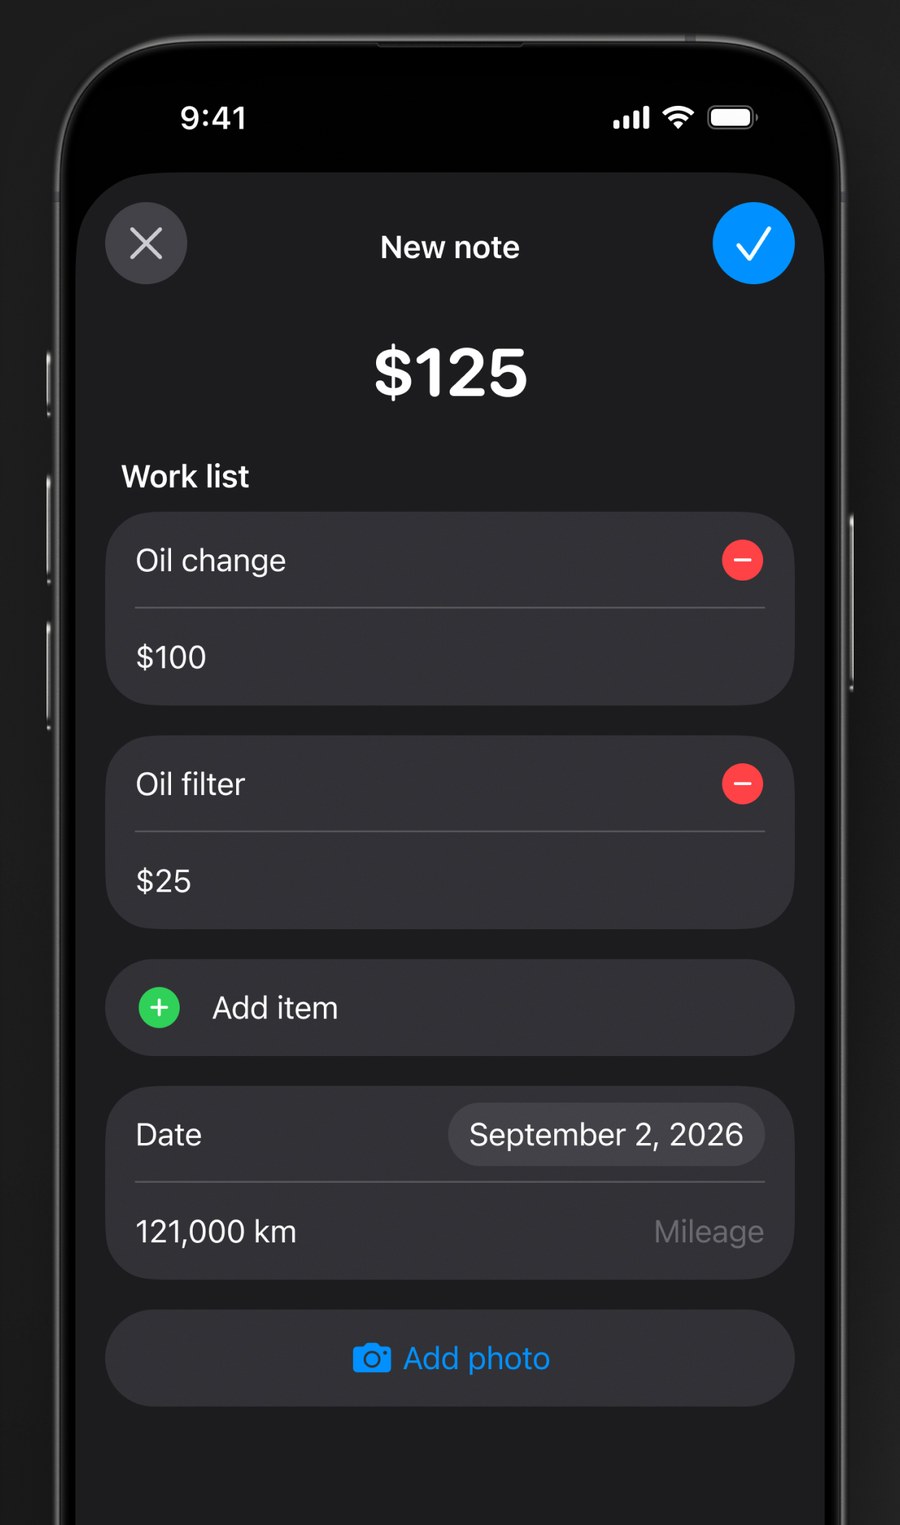 9:41
New note
$125
Work list
Oil change
$100
Oil filter
$25
Add item
Date September 2, 2026
121,000 km Mileage
Add photo